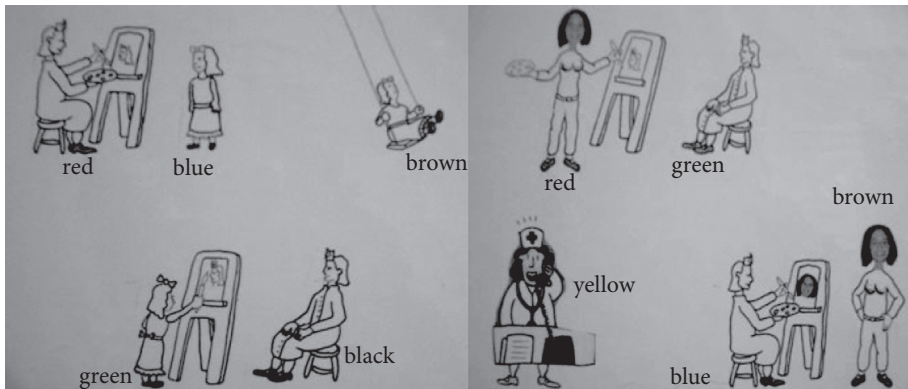 red
blue
brown
green
black
red
green
brown
yellow
blue